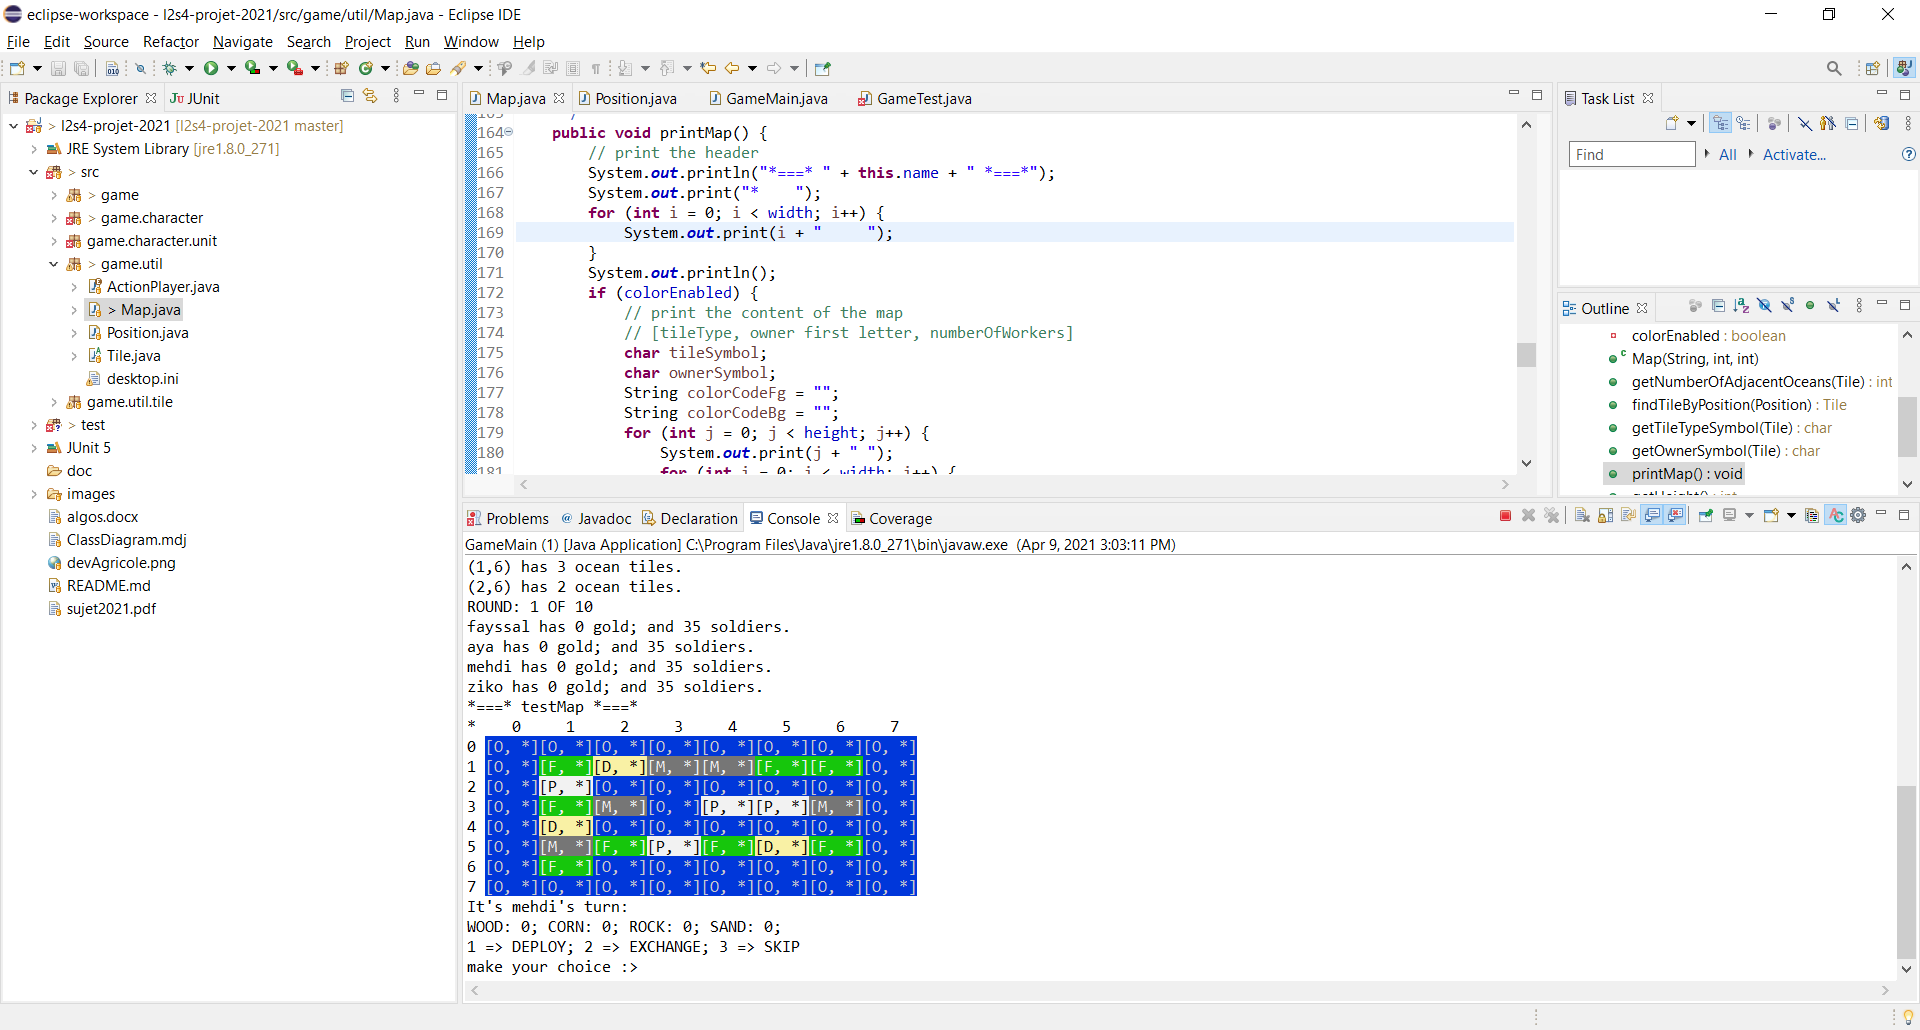 eclipse-workspace - l2s4-projet-2021/src/game/util/Map.java - Eclipse IDE
File Edit Source Refactor Navigate Search Project Run Window Help
Package Explorer
JUnit
> l2s4-projet-2021 [l2s4-projet-2021 master]
JRE System Library [jre1.8.0_271]
> src
> game
> game.character
game.character.unit
> game.util
ActionPlayer.java
> Map.java
Position.java
Tile.java
desktop.ini
game.util.tile
> test
JUnit 5
doc
images
algos.docx
ClassDiagram.mdj
devAgricole.png
README.md
sujet2021.pdf
Map.java
Position.java
GameMain.java
GameTest.java
164 public void printMap() {
165 // print the header
166 System.out.println("*===* " + this.name + " *===*");
167 System.out.print("*    ");
168 for (int i = 0; i < width; i++) {
169 System.out.print(i + "     ");
170 }
171 System.out.println();
172 if (colorEnabled) {
173 // print the content of the map
174 // [tileType, owner first letter, numberOfWorkers]
175 char tileSymbol;
176 char ownerSymbol;
177 String colorCodeFg = "";
178 String colorCodeBg = "";
179 for (int j = 0; j < height; j++) {
180 System.out.print(j + " ");
181 for (int i = 0; i < width; i++) {
Task List
Find
All
Activate...
Outline
colorEnabled : boolean
Map(String, int, int)
getNumberOfAdjacentOceans(Tile) : int
findTileByPosition(Position) : Tile
getTileTypeSymbol(Tile) : char
getOwnerSymbol(Tile) : char
printMap() : void
getHeight() : int
Problems
Javadoc
Declaration
Console
Coverage
GameMain (1) [Java Application] C:\Program Files\Java\jre1.8.0_271\bin\javaw.exe (Apr 9, 2021 3:03:11 PM)
(1,6) has 3 ocean tiles.
(2,6) has 2 ocean tiles.
ROUND: 1 OF 10
fayssal has 0 gold; and 35 soldiers.
aya has 0 gold; and 35 soldiers.
mehdi has 0 gold; and 35 soldiers.
ziko has 0 gold; and 35 soldiers.
*===* testMap *===*
*    0     1     2     3     4     5     6     7
0 [O, *][O, *][O, *][O, *][O, *][O, *][O, *][O, *]
1 [O, *][F, *][D, *][M, *][M, *][F, *][F, *][O, *]
2 [O, *][P, *][O, *][O, *][O, *][O, *][O, *][O, *]
3 [O, *][F, *][M, *][O, *][P, *][P, *][M, *][O, *]
4 [O, *][D, *][O, *][O, *][O, *][O, *][O, *][O, *]
5 [O, *][M, *][F, *][P, *][F, *][D, *][F, *][O, *]
6 [O, *][F, *][O, *][O, *][O, *][O, *][O, *][O, *]
7 [O, *][O, *][O, *][O, *][O, *][O, *][O, *][O, *]
It's mehdi's turn:
WOOD: 0; CORN: 0; ROCK: 0; SAND: 0;
1 => DEPLOY; 2 => EXCHANGE; 3 => SKIP
make your choice :>